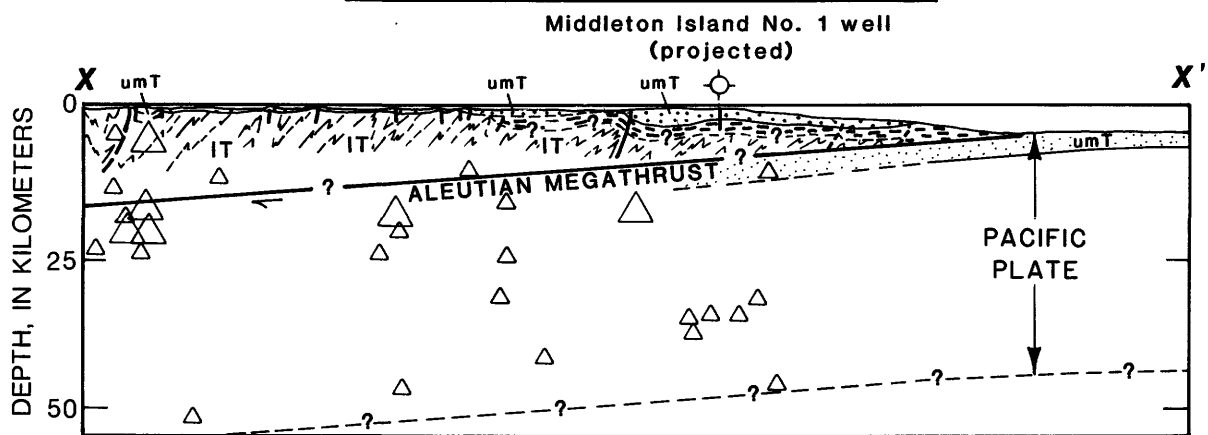 Middleton Island No. 1 well
(projected)
X umT umT umT X'
0
IT IT IT ? ? ? ? ?
umT
? ALEUTIAN MEGATHRUST
25
PACIFIC
PLATE
50
? ? ? ? ?
DEPTH, IN KILOMETERS